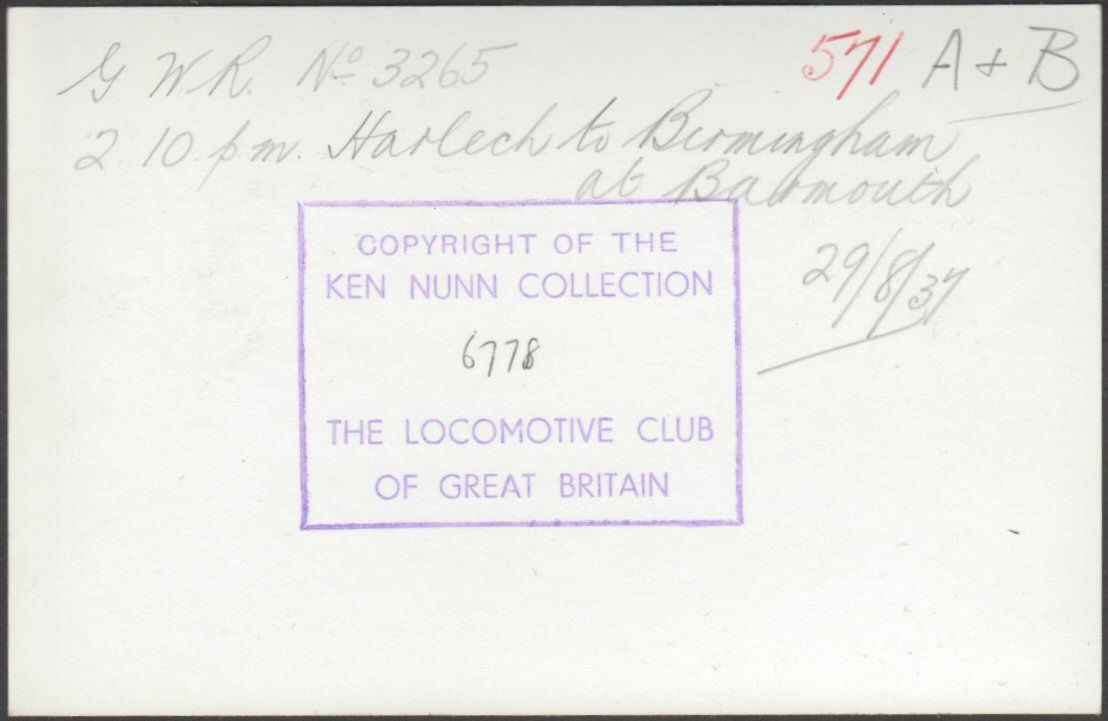 G W.R. Nº 3265 571 A + B
2.10 p.m. Harlech to Birmingham
at Barmouth
29/8/37
COPYRIGHT OF THE
KEN NUNN COLLECTION
6778
THE LOCOMOTIVE CLUB
OF GREAT BRITAIN